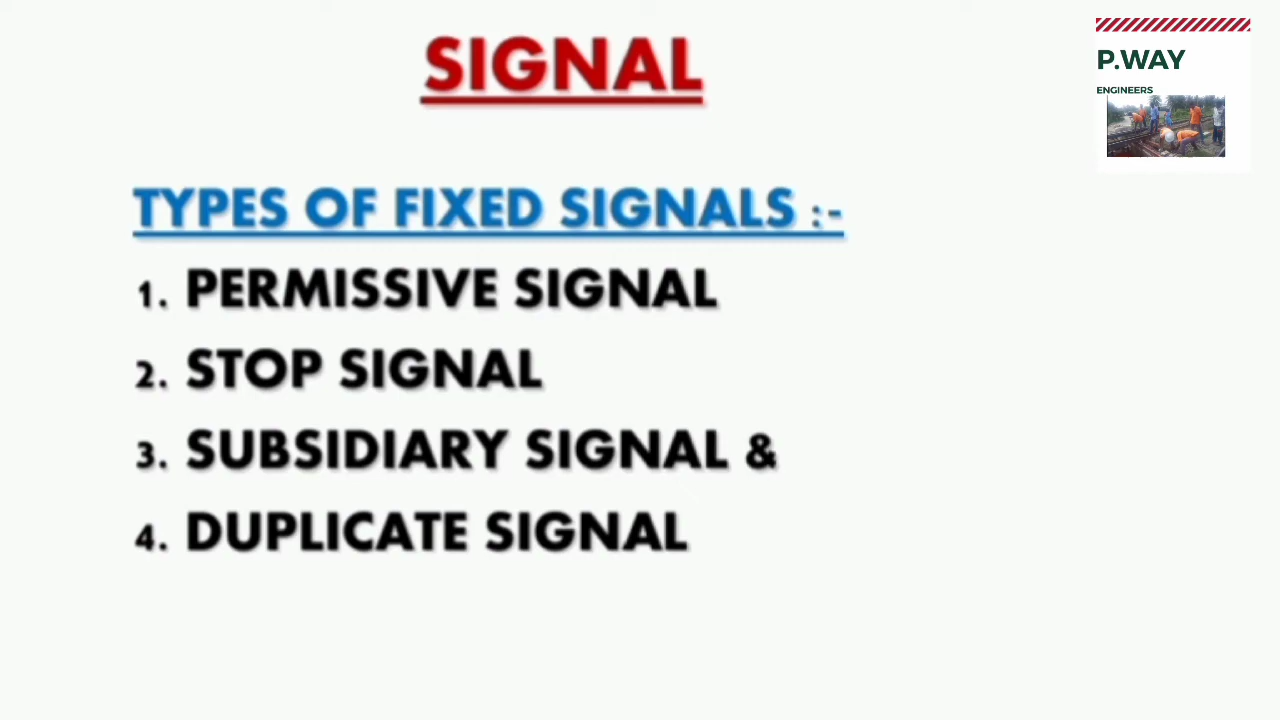 SIGNAL
P.WAY
ENGINEERS
TYPES OF FIXED SIGNALS :-
1. PERMISSIVE SIGNAL
2. STOP SIGNAL
3. SUBSIDIARY SIGNAL &
4. DUPLICATE SIGNAL